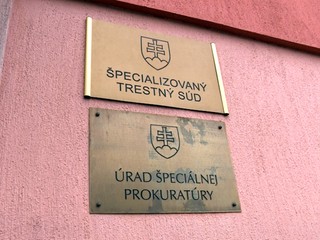 ŠPECIALIZOVANÝ
TRESTNÝ SÚD
ÚRAD ŠPECIÁLNEJ
PROKURATÚRY